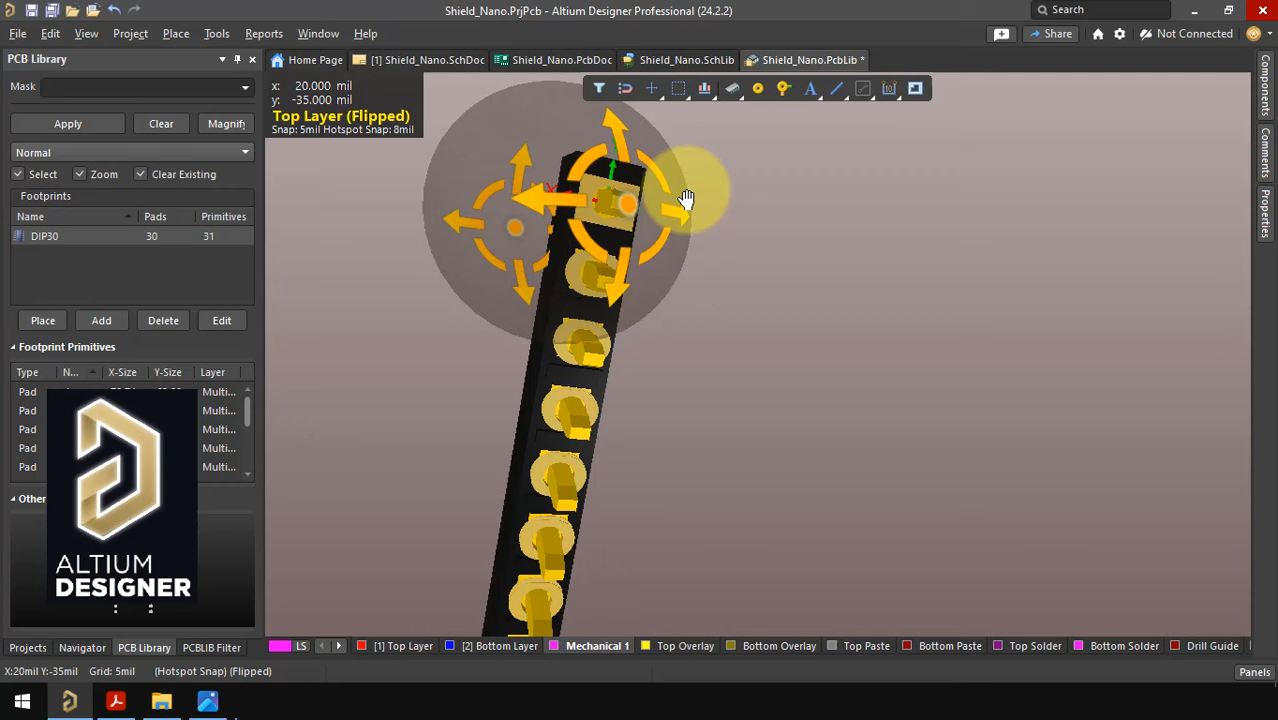 Shield_Nano.PrjPcb - Altium Designer Professional (24.2.2)
Search
File Edit View Project Place Tools Reports Window Help
Share
Not Connected
PCB Library
Home Page
[1] Shield_Nano.SchDoc
Shield_Nano.PcbDoc
Shield_Nano.SchLib
Shield_Nano.PcbLib *
Mask
x: 20.000 mil
y: -35.000 mil
Top Layer (Flipped)
Snap: 5mil Hotspot Snap: 8mil
Apply Clear Magnify
Normal
Select Zoom Clear Existing
Footprints
Name Pads Primitives
DIP30 30 31
Place Add Delete Edit
Footprint Primitives
Type N... X-Size Y-Size Layer
Pad Multi...
Pad Multi...
Pad Multi...
Pad Multi...
Pad Multi...
Other
ALTIUM
DESIGNER
Components
Comments
Properties
Projects Navigator PCB Library PCBLIB Filter
LS [1] Top Layer [2] Bottom Layer Mechanical 1 Top Overlay Bottom Overlay Top Paste Bottom Paste Top Solder Bottom Solder Drill Guide
X:20mil Y:-35mil Grid: 5mil (Hotspot Snap) (Flipped)
Panels